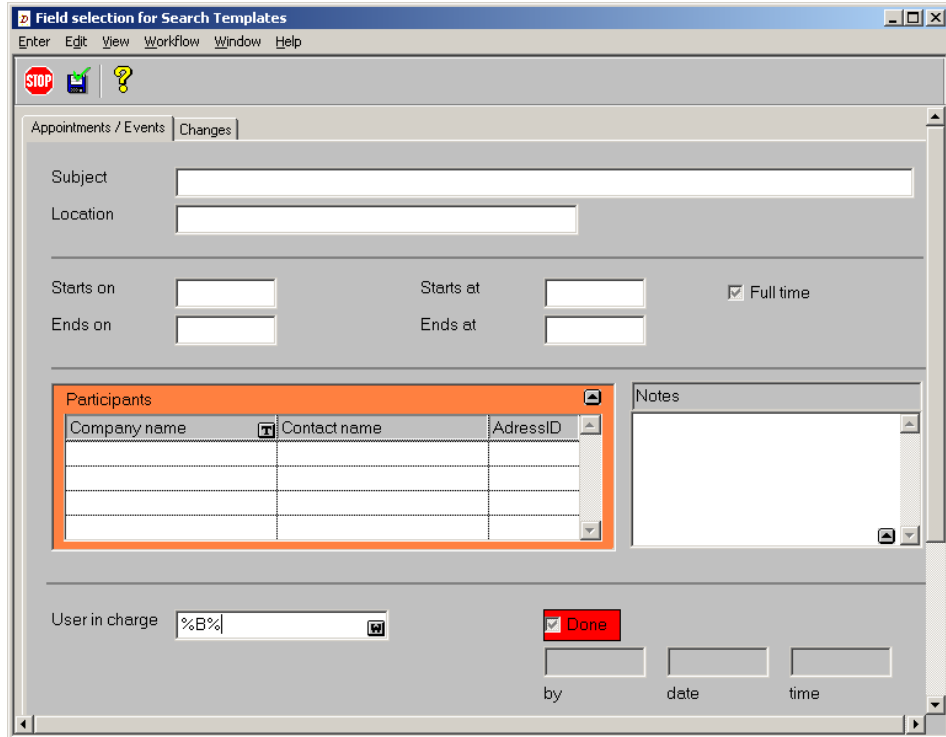 D Field selection for Search Templates
Enter Edit View Workflow Window Help
STOP ?
Appointments / Events Changes
Subject
Location
Starts on Starts at Full time
Ends on Ends at
Participants Notes
Company name T Contact name AdressID
User in charge %B% W Done
by date time